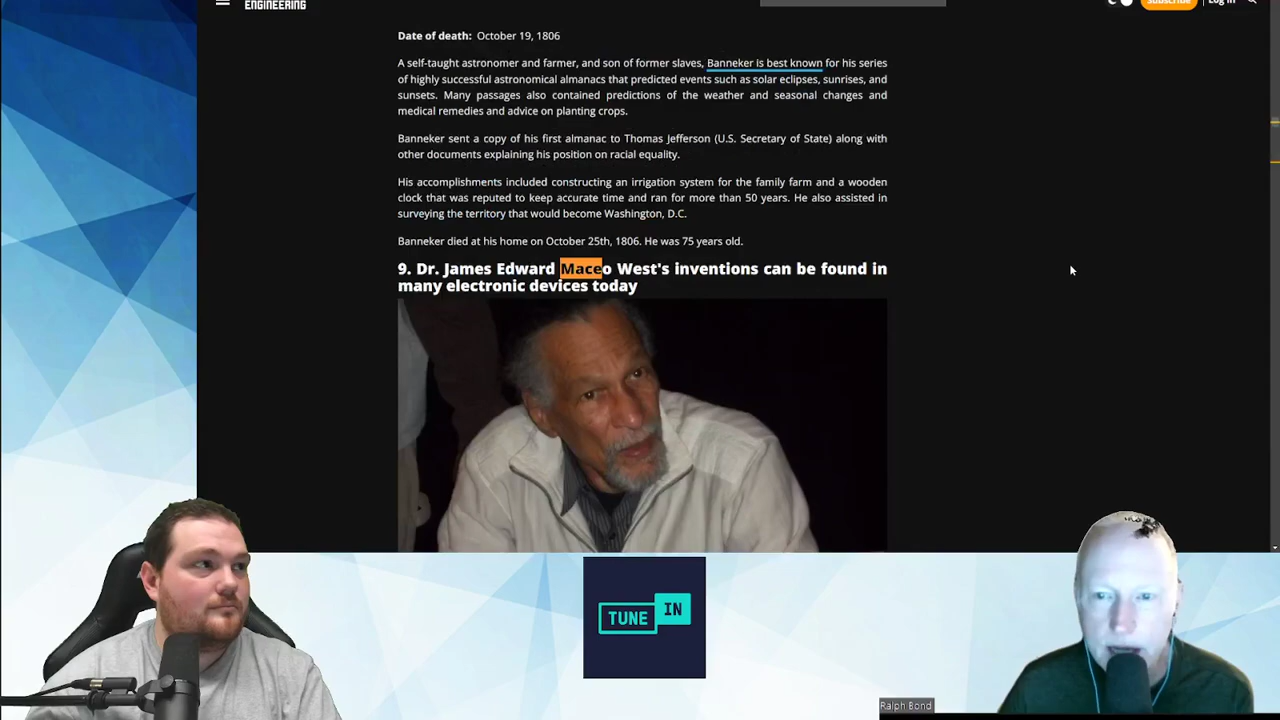 ENGINEERING
Subscribe
Log in
Date of death: October 19, 1806
A self-taught astronomer and farmer, and son of former slaves, Banneker is best known for his series
of highly successful astronomical almanacs that predicted events such as solar eclipses, sunrises, and
sunsets. Many passages also contained predictions of the weather and seasonal changes and
medical remedies and advice on planting crops.
Banneker sent a copy of his first almanac to Thomas Jefferson (U.S. Secretary of State) along with
other documents explaining his position on racial equality.
His accomplishments included constructing an irrigation system for the family farm and a wooden
clock that was reputed to keep accurate time and ran for more than 50 years. He also assisted in
surveying the territory that would become Washington, D.C.
Banneker died at his home on October 25th, 1806. He was 75 years old.
9. Dr. James Edward Maceo West's inventions can be found in
many electronic devices today
TUNE IN
Ralph Bond